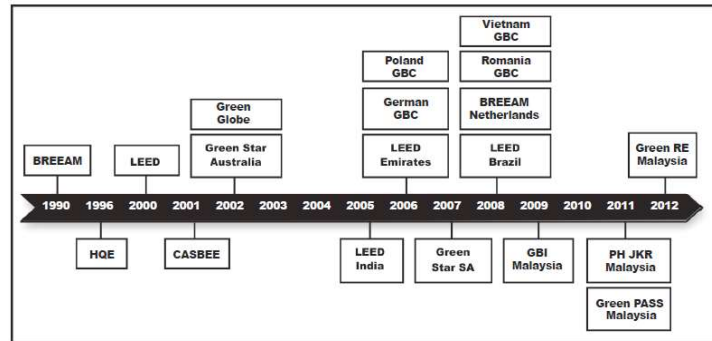 Vietnam
GBC
Poland
GBC
Romania
GBC
Green
Globe
German
GBC
BREEAM
Netherlands
BREEAM
LEED
Green Star
Australia
LEED
Emirates
LEED
Brazil
Green RE
Malaysia
1990 1996 2000 2001 2002 2003 2004 2005 2006 2007 2008 2009 2010 2011 2012
HQE
CASBEE
LEED
India
Green
Star SA
GBI
Malaysia
PH JKR
Malaysia
Green PASS
Malaysia